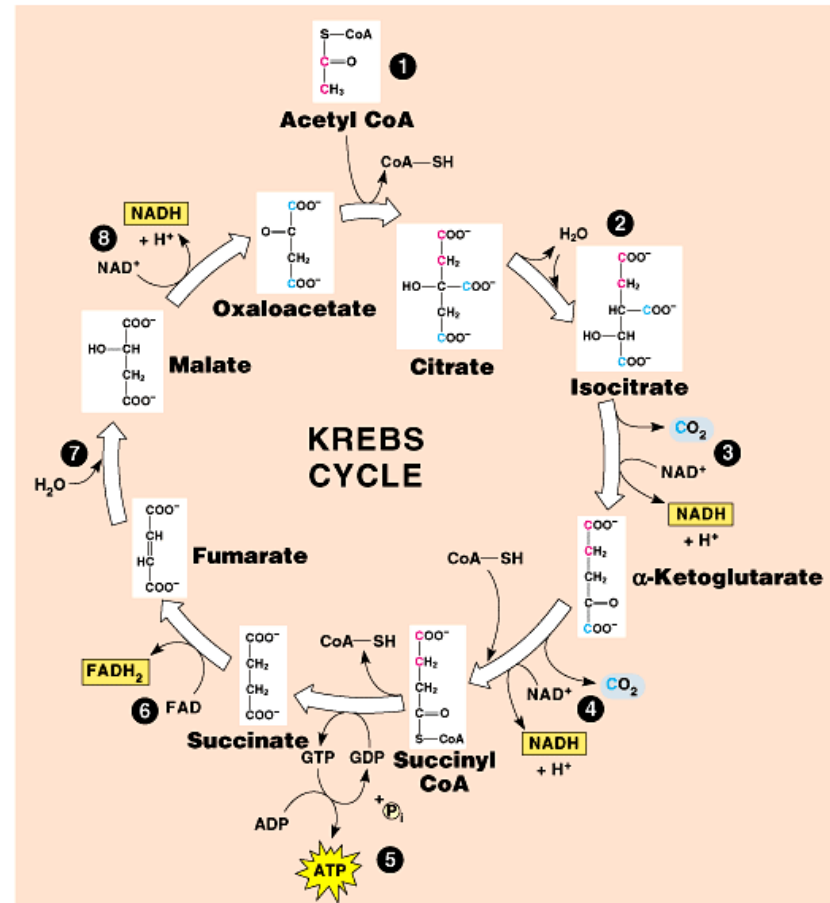 S—CoA
C=O
CH₃
1
Acetyl CoA
CoA—SH
NADH
+ H⁺
8
NAD⁺
COO⁻
O—C
CH₂
COO⁻
Oxaloacetate
COO⁻
CH₂
HO—C—COO⁻
CH₂
COO⁻
Citrate
H₂O
2
COO⁻
CH₂
HC—COO⁻
HO—CH
COO⁻
Isocitrate
COO⁻
HO—CH
CH₂
COO⁻
Malate
KREBS
CYCLE
CO₂
3
NAD⁺
NADH
+ H⁺
7
H₂O
COO⁻
CH
HC
COO⁻
Fumarate
CoA—SH
COO⁻
CH₂
CH₂
C—O
COO⁻
α-Ketoglutarate
FADH₂
6
FAD
COO⁻
CH₂
CH₂
COO⁻
Succinate
CoA—SH
COO⁻
CH₂
CH₂
C=O
S—CoA
Succinyl
CoA
NAD⁺
4
CO₂
NADH
+ H⁺
GTP
GDP
+
Pᵢ
ADP
ATP
5